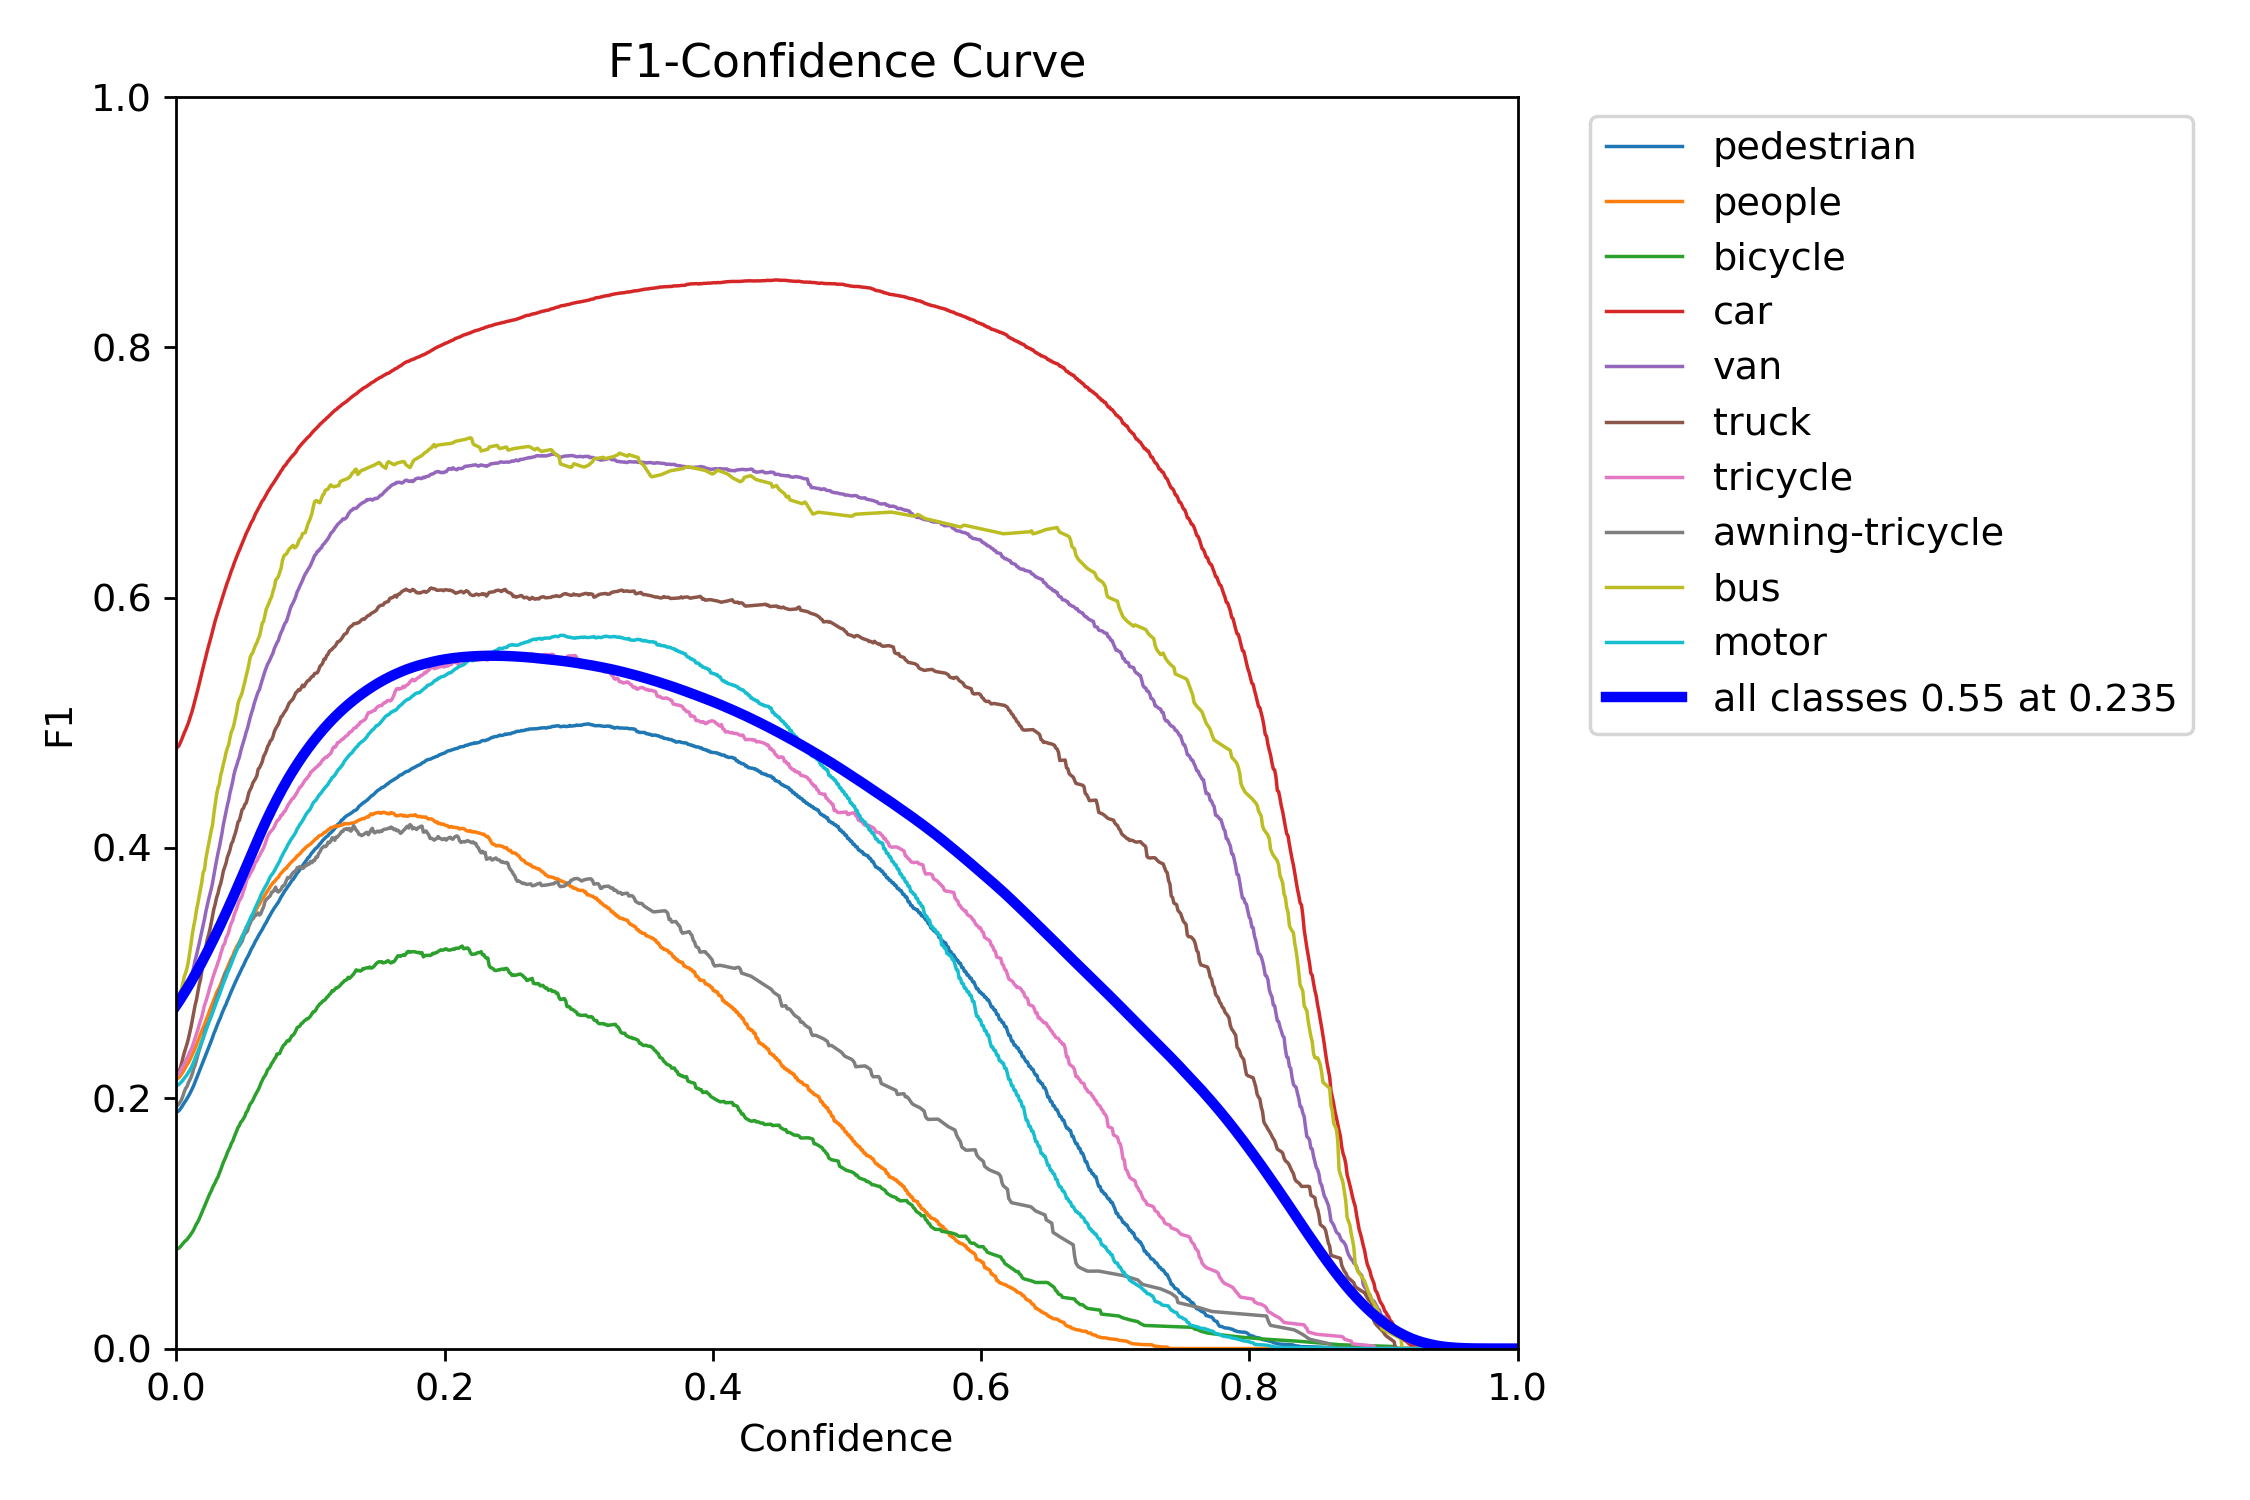 F1-Confidence Curve
1.0
0.8
0.6
0.4
0.2
0.0
F1
0.0 0.2 0.4 0.6 0.8 1.0
Confidence
pedestrian
people
bicycle
car
van
truck
tricycle
awning-tricycle
bus
motor
all classes 0.55 at 0.235